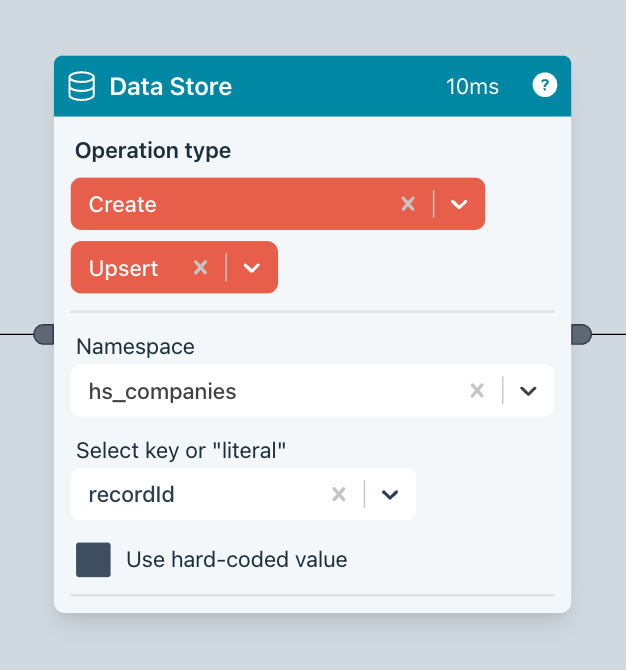 Data Store 10ms ?
Operation type
Create
Upsert
Namespace
hs_companies
Select key or "literal"
recordId
Use hard-coded value